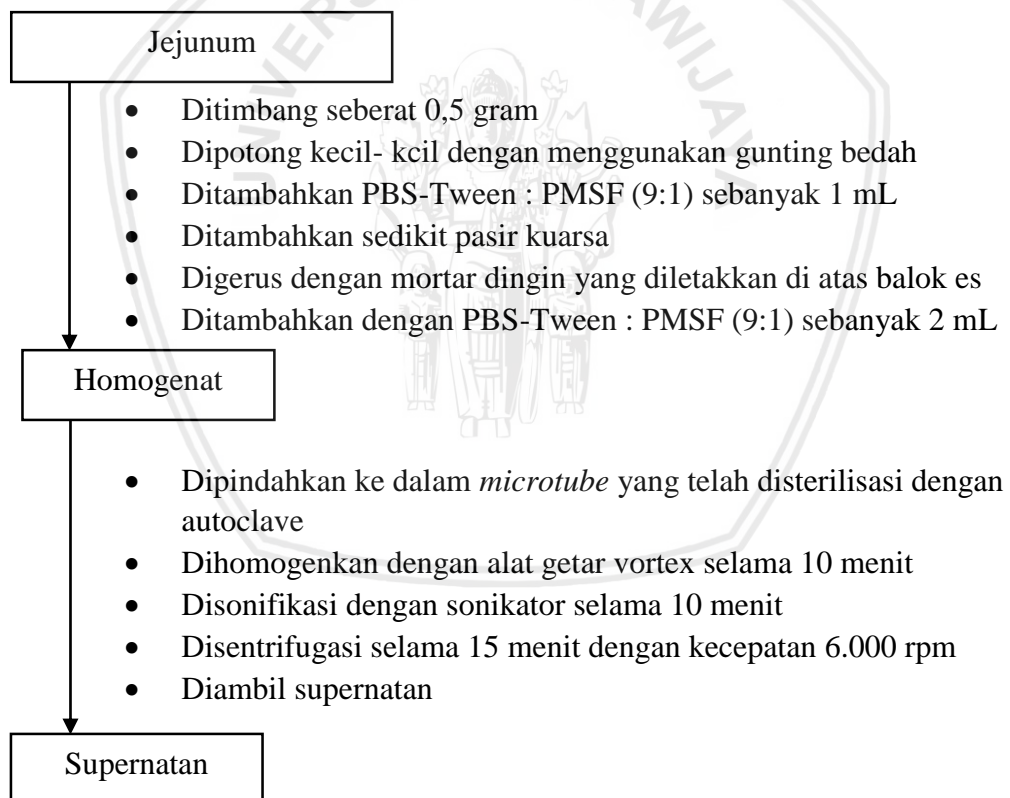 UNIVERS AWIJAYA
Jejunum
• Ditimbang seberat 0,5 gram
• Dipotong kecil- kcil dengan menggunakan gunting bedah
• Ditambahkan PBS-Tween : PMSF (9:1) sebanyak 1 mL
• Ditambahkan sedikit pasir kuarsa
• Digerus dengan mortar dingin yang diletakkan di atas balok es
• Ditambahkan dengan PBS-Tween : PMSF (9:1) sebanyak 2 mL
Homogenat
• Dipindahkan ke dalam microtube yang telah disterilisasi dengan
autoclave
• Dihomogenkan dengan alat getar vortex selama 10 menit
• Disonifikasi dengan sonikator selama 10 menit
• Disentrifugasi selama 15 menit dengan kecepatan 6.000 rpm
• Diambil supernatan
Supernatan